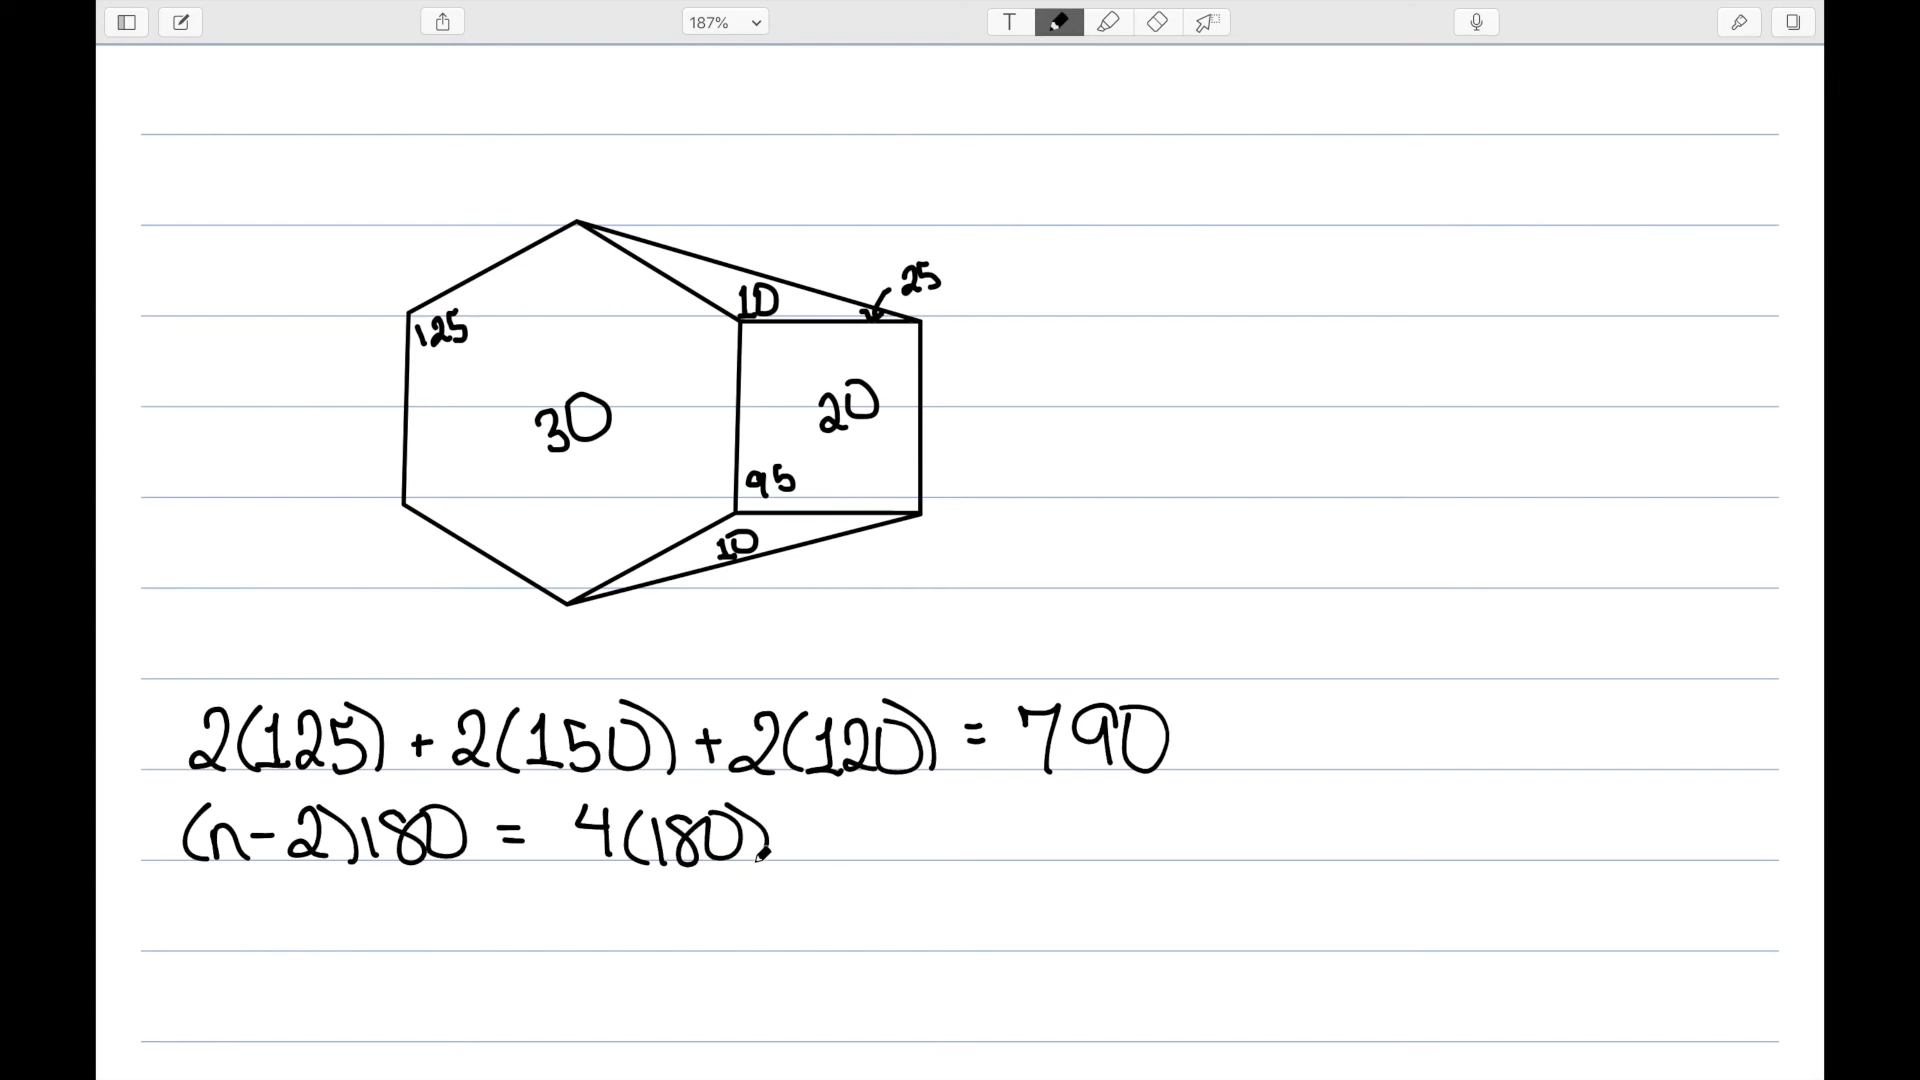 187%
T
25
10
125
20
30
95
10
2(125) + 2(150) + 2(120) = 790
(n-2)180 = 4(180)